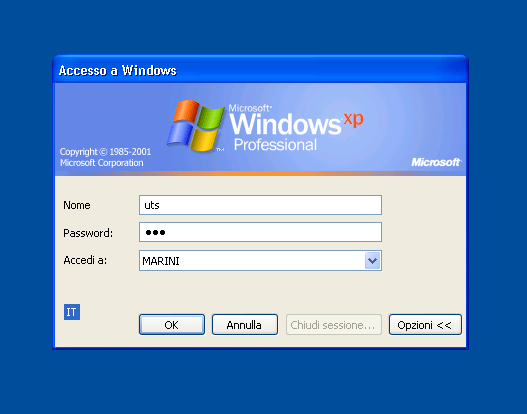 Accesso a Windows
Microsoft®
Windows xp
Professional
Copyright © 1985-2001
Microsoft Corporation
Microsoft®
Nome
uts
Password:
●●●
Accedi a:
MARINI
IT
OK
Annulla
Chiudi sessione...
Opzioni <<